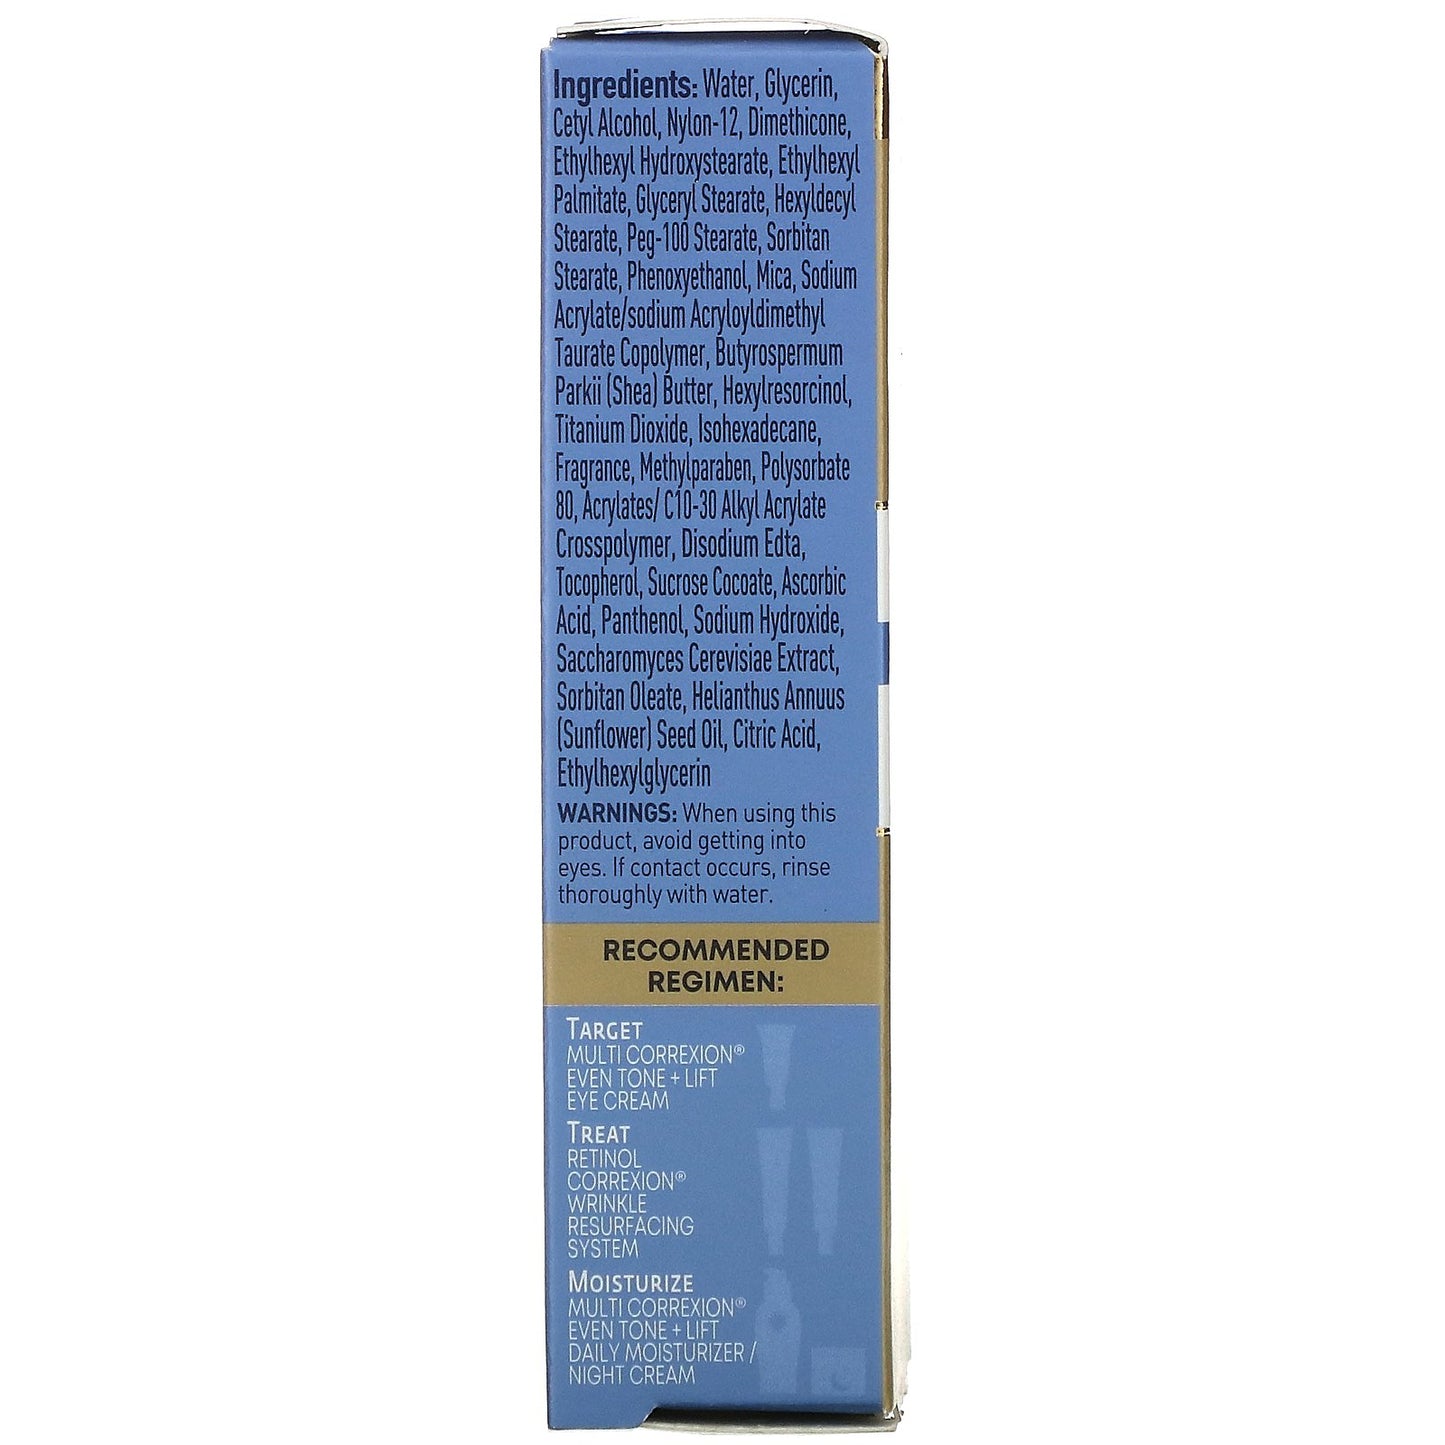 Ingredients: Water, Glycerin,
Cetyl Alcohol, Nylon-12, Dimethicone,
Ethylhexyl Hydroxystearate, Ethylhexyl
Palmitate, Glyceryl Stearate, Hexyldecyl
Stearate, Peg-100 Stearate, Sorbitan
Stearate, Phenoxyethanol, Mica, Sodium
Acrylate/sodium Acryloyldimethyl
Taurate Copolymer, Butyrospermum
Parkii (Shea) Butter, Hexylresorcinol,
Titanium Dioxide, Isohexadecane,
Fragrance, Methylparaben, Polysorbate
80, Acrylates/ C10-30 Alkyl Acrylate
Crosspolymer, Disodium Edta,
Tocopherol, Sucrose Cocoate, Ascorbic
Acid, Panthenol, Sodium Hydroxide,
Saccharomyces Cerevisiae Extract,
Sorbitan Oleate, Helianthus Annuus
(Sunflower) Seed Oil, Citric Acid,
Ethylhexylglycerin
WARNINGS: When using this
product, avoid getting into
eyes. If contact occurs, rinse
thoroughly with water.
RECOMMENDED
REGIMEN:
TARGET
MULTI CORREXION®
EVEN TONE + LIFT
EYE CREAM
TREAT
RETINOL
CORREXION®
WRINKLE
RESURFACING
SYSTEM
MOISTURIZE
MULTI CORREXION®
EVEN TONE + LIFT
DAILY MOISTURIZER /
NIGHT CREAM